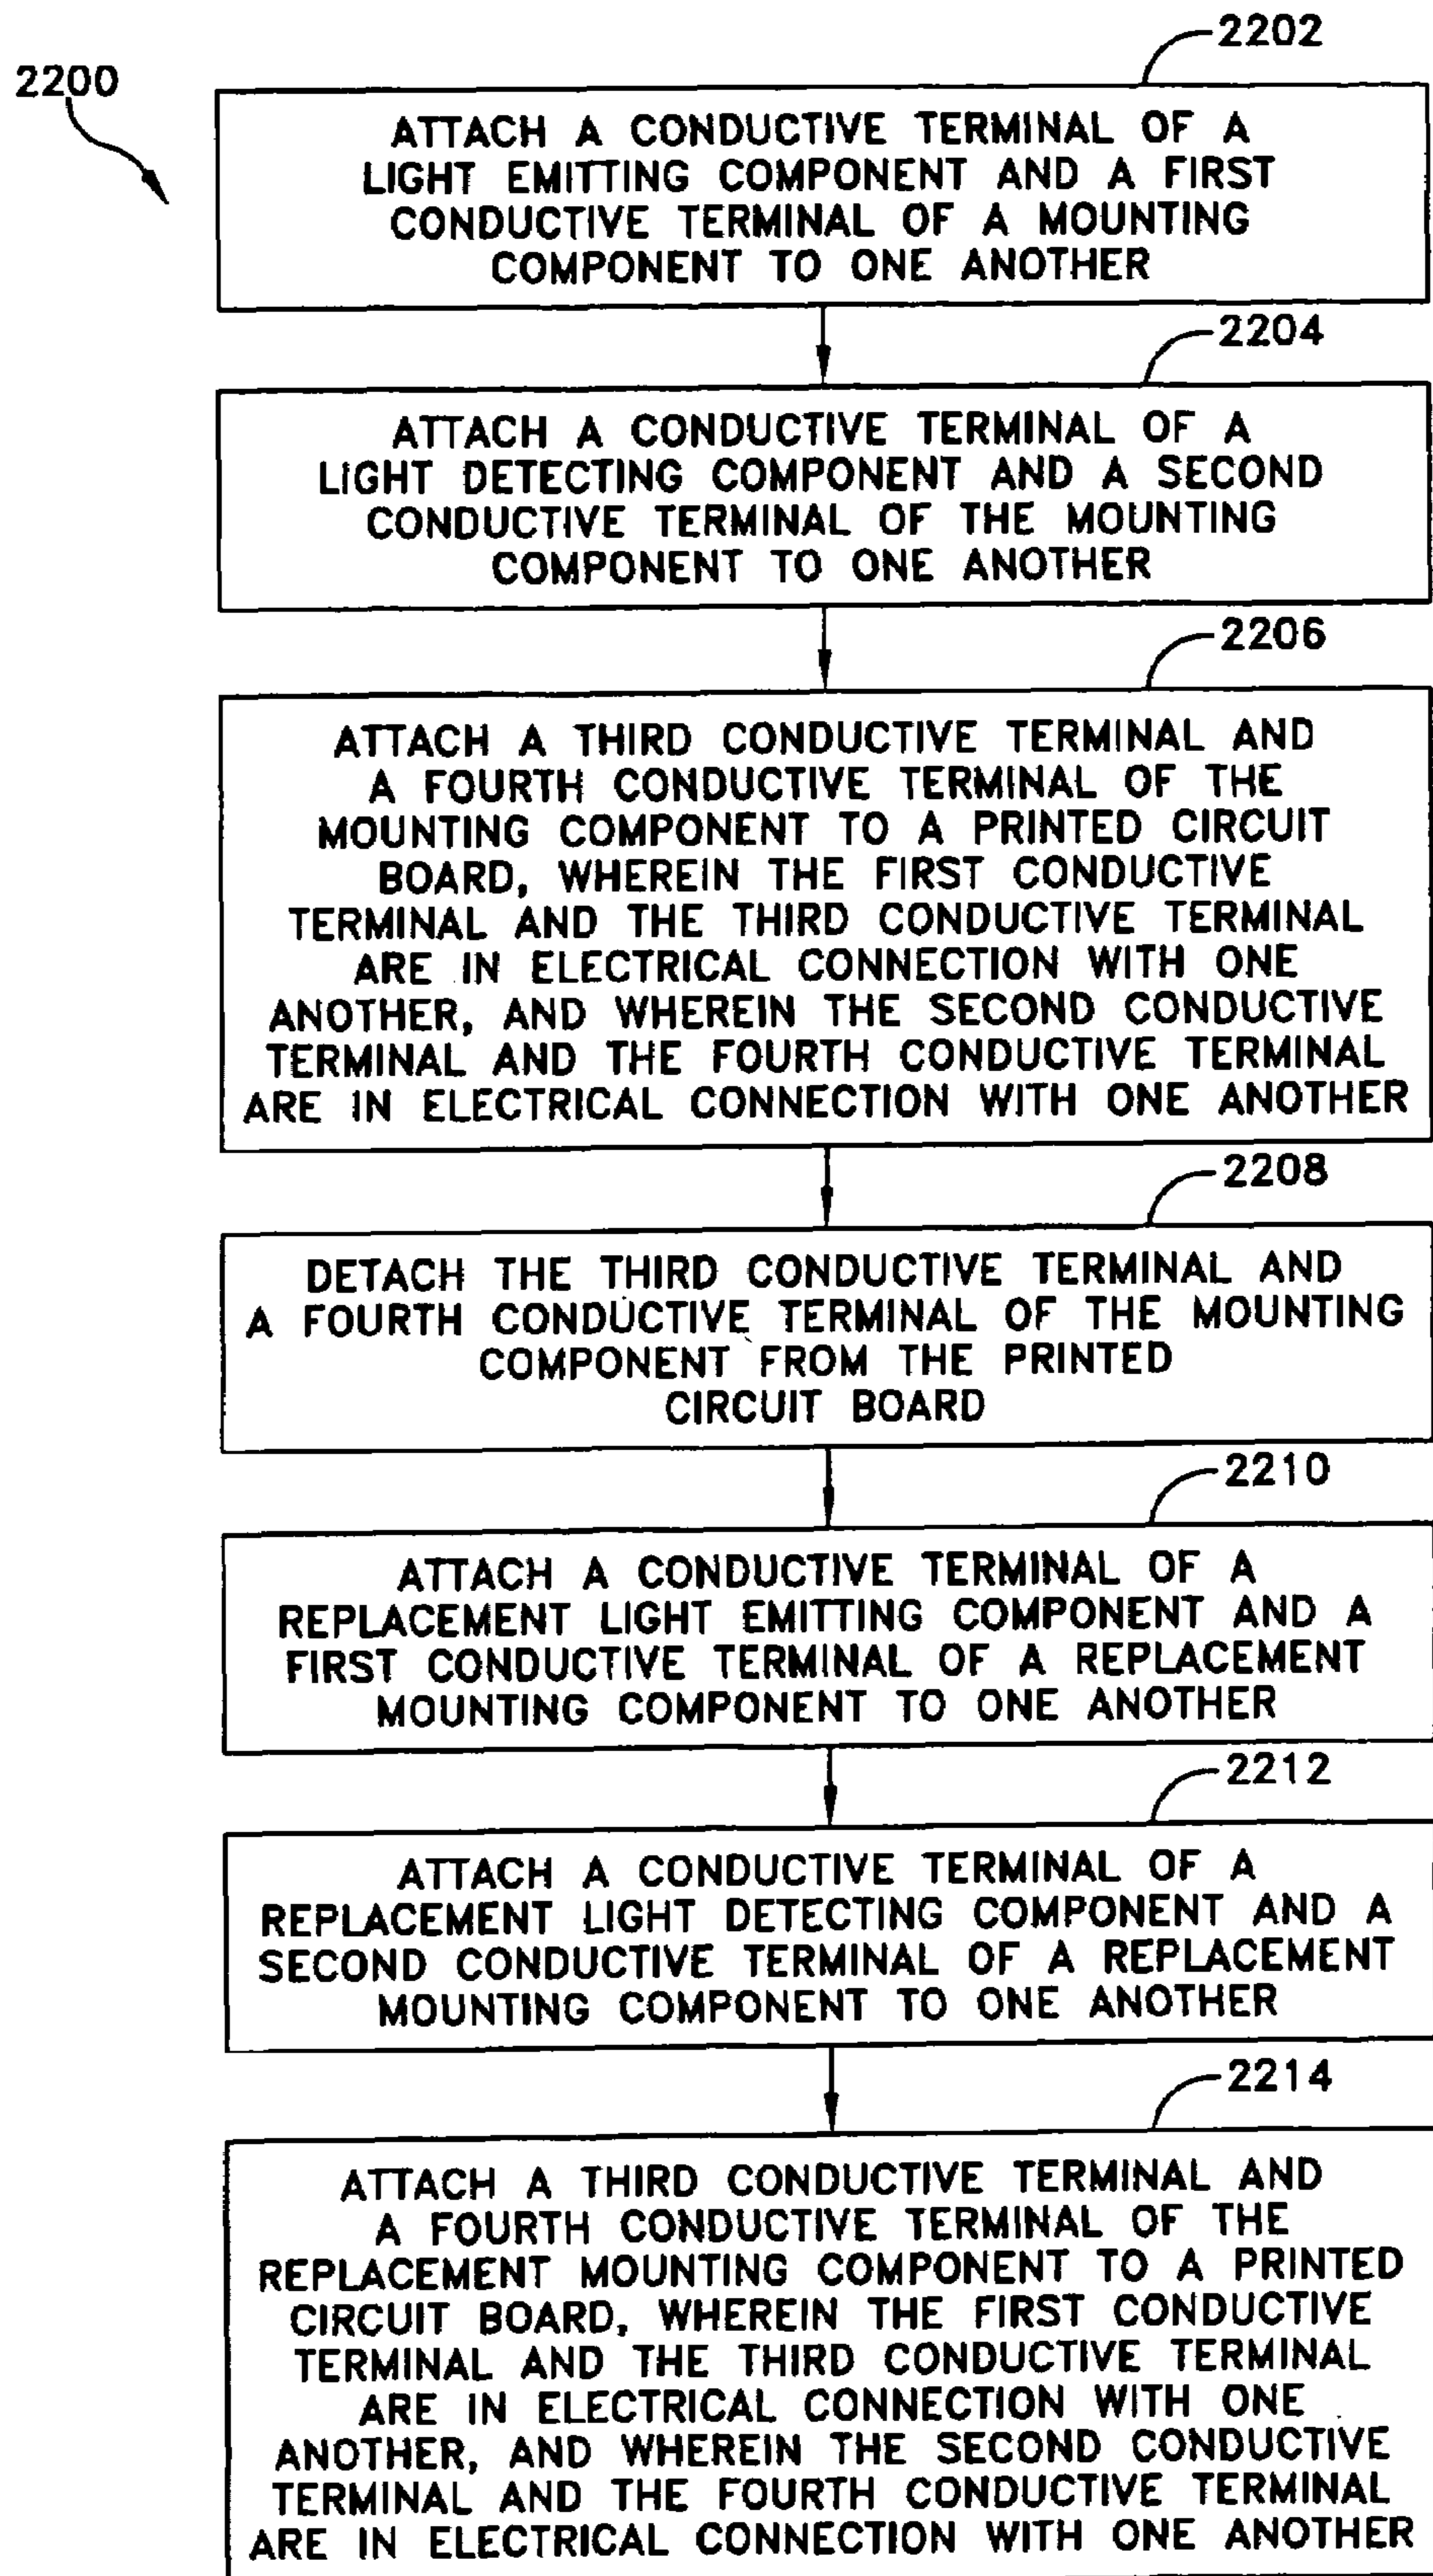 2200
2202
ATTACH A CONDUCTIVE TERMINAL OF A
LIGHT EMITTING COMPONENT AND A FIRST
CONDUCTIVE TERMINAL OF A MOUNTING
COMPONENT TO ONE ANOTHER
2204
ATTACH A CONDUCTIVE TERMINAL OF A
LIGHT DETECTING COMPONENT AND A SECOND
CONDUCTIVE TERMINAL OF THE MOUNTING
COMPONENT TO ONE ANOTHER
2206
ATTACH A THIRD CONDUCTIVE TERMINAL AND
A FOURTH CONDUCTIVE TERMINAL OF THE
MOUNTING COMPONENT TO A PRINTED CIRCUIT
BOARD, WHEREIN THE FIRST CONDUCTIVE
TERMINAL AND THE THIRD CONDUCTIVE TERMINAL
ARE IN ELECTRICAL CONNECTION WITH ONE
ANOTHER, AND WHEREIN THE SECOND CONDUCTIVE
TERMINAL AND THE FOURTH CONDUCTIVE TERMINAL
ARE IN ELECTRICAL CONNECTION WITH ONE ANOTHER
2208
DETACH THE THIRD CONDUCTIVE TERMINAL AND
A FOURTH CONDUCTIVE TERMINAL OF THE MOUNTING
COMPONENT FROM THE PRINTED
CIRCUIT BOARD
2210
ATTACH A CONDUCTIVE TERMINAL OF A
REPLACEMENT LIGHT EMITTING COMPONENT AND A
FIRST CONDUCTIVE TERMINAL OF A REPLACEMENT
MOUNTING COMPONENT TO ONE ANOTHER
2212
ATTACH A CONDUCTIVE TERMINAL OF A
REPLACEMENT LIGHT DETECTING COMPONENT AND A
SECOND CONDUCTIVE TERMINAL OF A REPLACEMENT
MOUNTING COMPONENT TO ONE ANOTHER
2214
ATTACH A THIRD CONDUCTIVE TERMINAL AND
A FOURTH CONDUCTIVE TERMINAL OF THE
REPLACEMENT MOUNTING COMPONENT TO A PRINTED
CIRCUIT BOARD, WHEREIN THE FIRST CONDUCTIVE
TERMINAL AND THE THIRD CONDUCTIVE TERMINAL
ARE IN ELECTRICAL CONNECTION WITH ONE
ANOTHER, AND WHEREIN THE SECOND CONDUCTIVE
TERMINAL AND THE FOURTH CONDUCTIVE TERMINAL
ARE IN ELECTRICAL CONNECTION WITH ONE ANOTHER